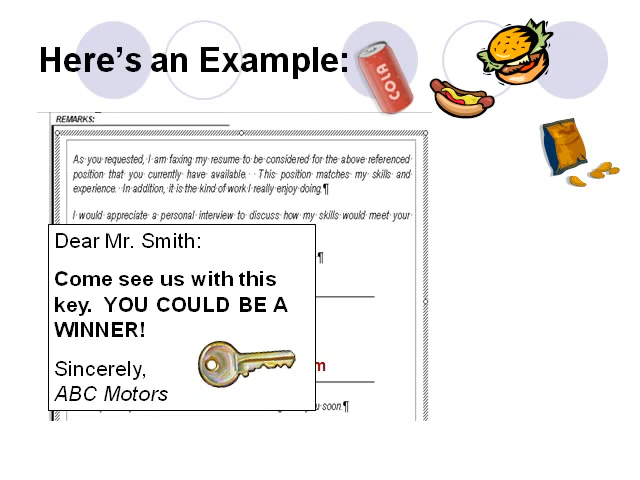 Here's an Example:
COLA
REMARKS:
As you requested, I am faxing my resume to be considered for the above referenced
position that you currently have available. This position matches my skills and
experience. In addition, it is the kind of work I really enjoy doing.¶
I would appreciate a personal interview to discuss how my skills would meet your
¶
Dear Mr. Smith:
Come see us with this
key. YOU COULD BE A
WINNER!
Sincerely,
ABC Motors
m
soon.¶